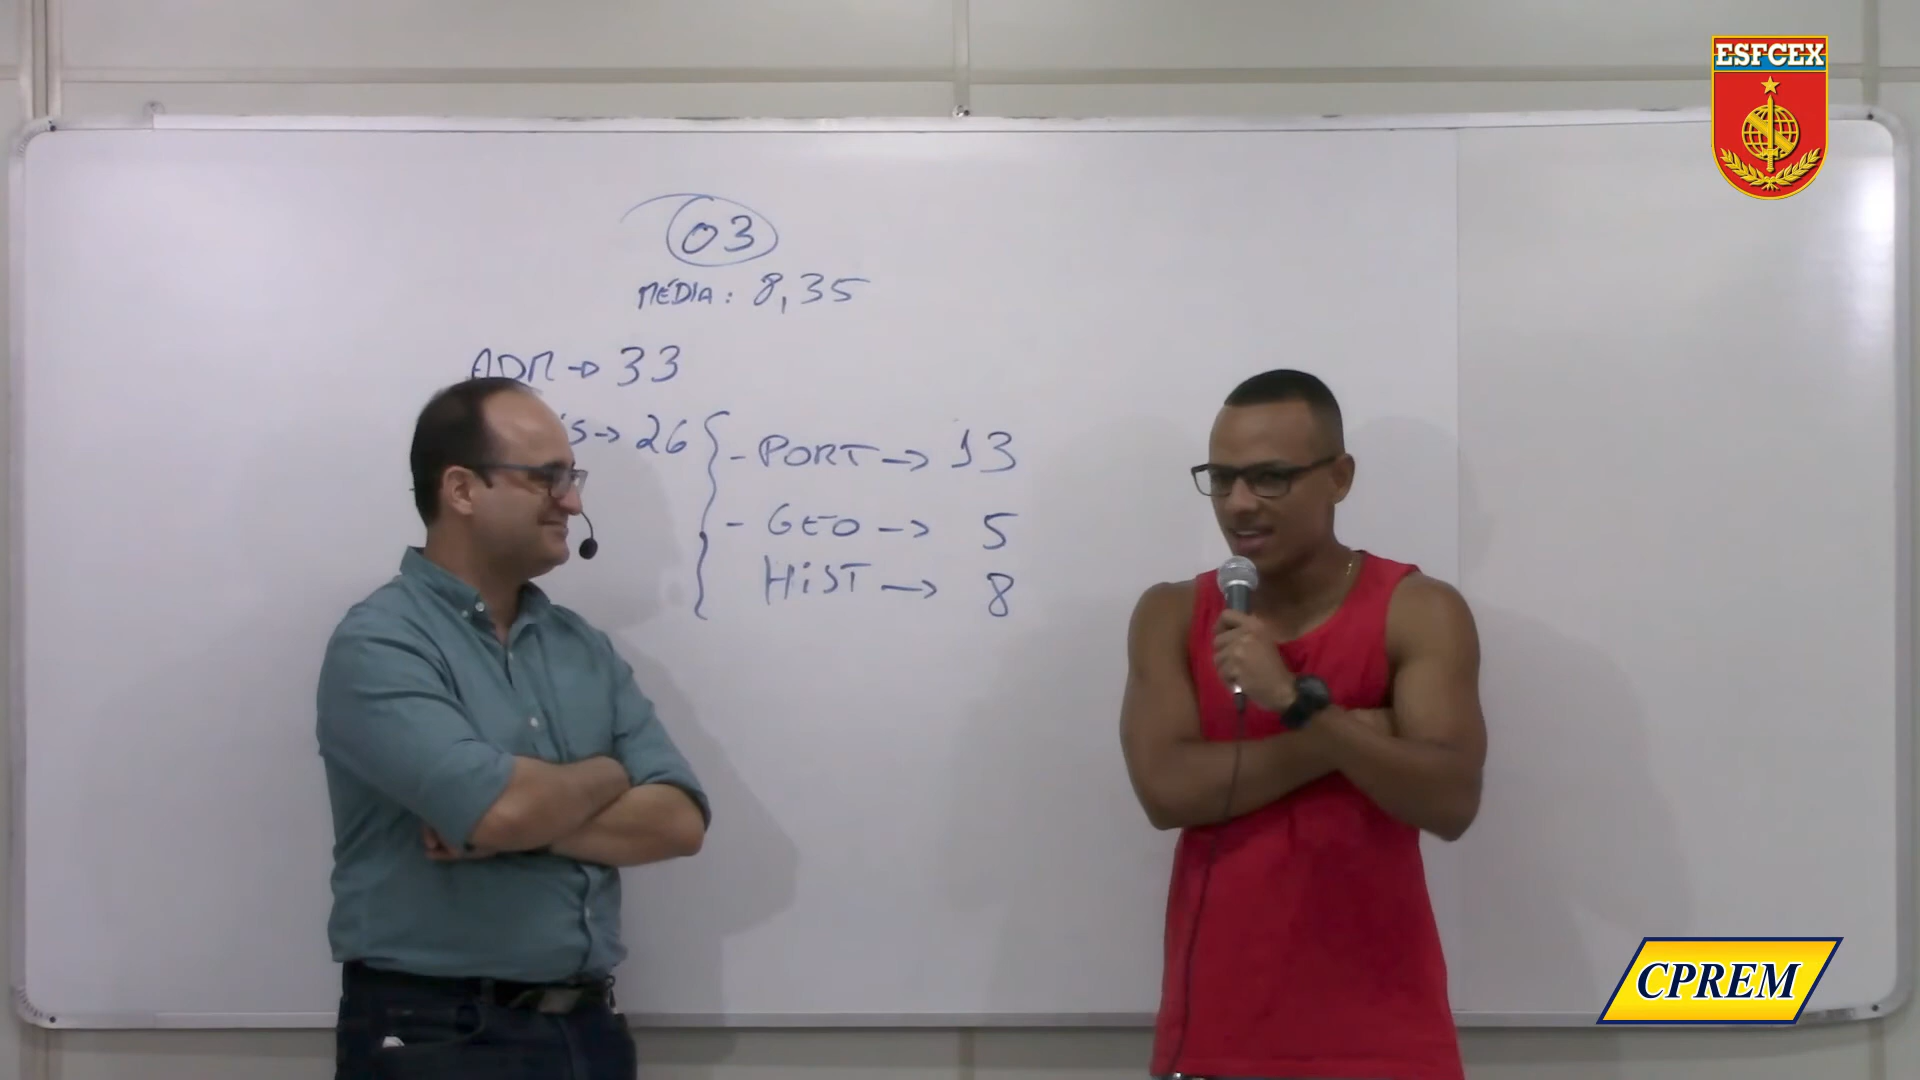 ESFCEX
03
MÉDIA: 8,35
ADM → 33
→ 26 { - PORT → 13
- GEO → 5
HiST → 8
CPREM